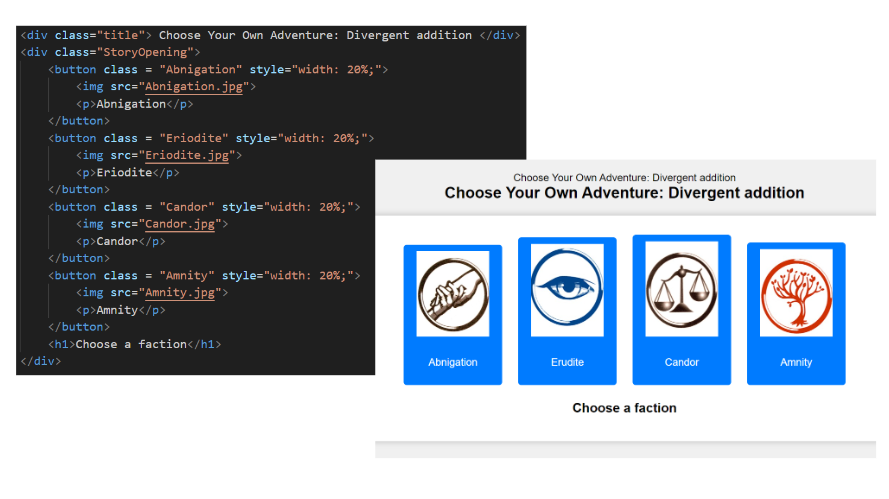 <div class="title"> Choose Your Own Adventure: Divergent addition </div>
<div class="StoryOpening">
<button class = "Abnigation" style="width: 20%;">
<img src="Abnigation.jpg">
<p>Abnigation</p>
</button>
<button class = "Eriodite" style="width: 20%;">
<img src="Eriodite.jpg">
<p>Eriodite</p>
</button>
<button class = "Candor" style="width: 20%;">
<img src="Candor.jpg">
<p>Candor</p>
</button>
<button class = "Amnity" style="width: 20%;">
<img src="Amnity.jpg">
<p>Amnity</p>
</button>
<h1>Choose a faction</h1>
</div>
Choose Your Own Adventure: Divergent addition
Choose Your Own Adventure: Divergent addition
Abnigation
Erudite
Candor
Amnity
Choose a faction